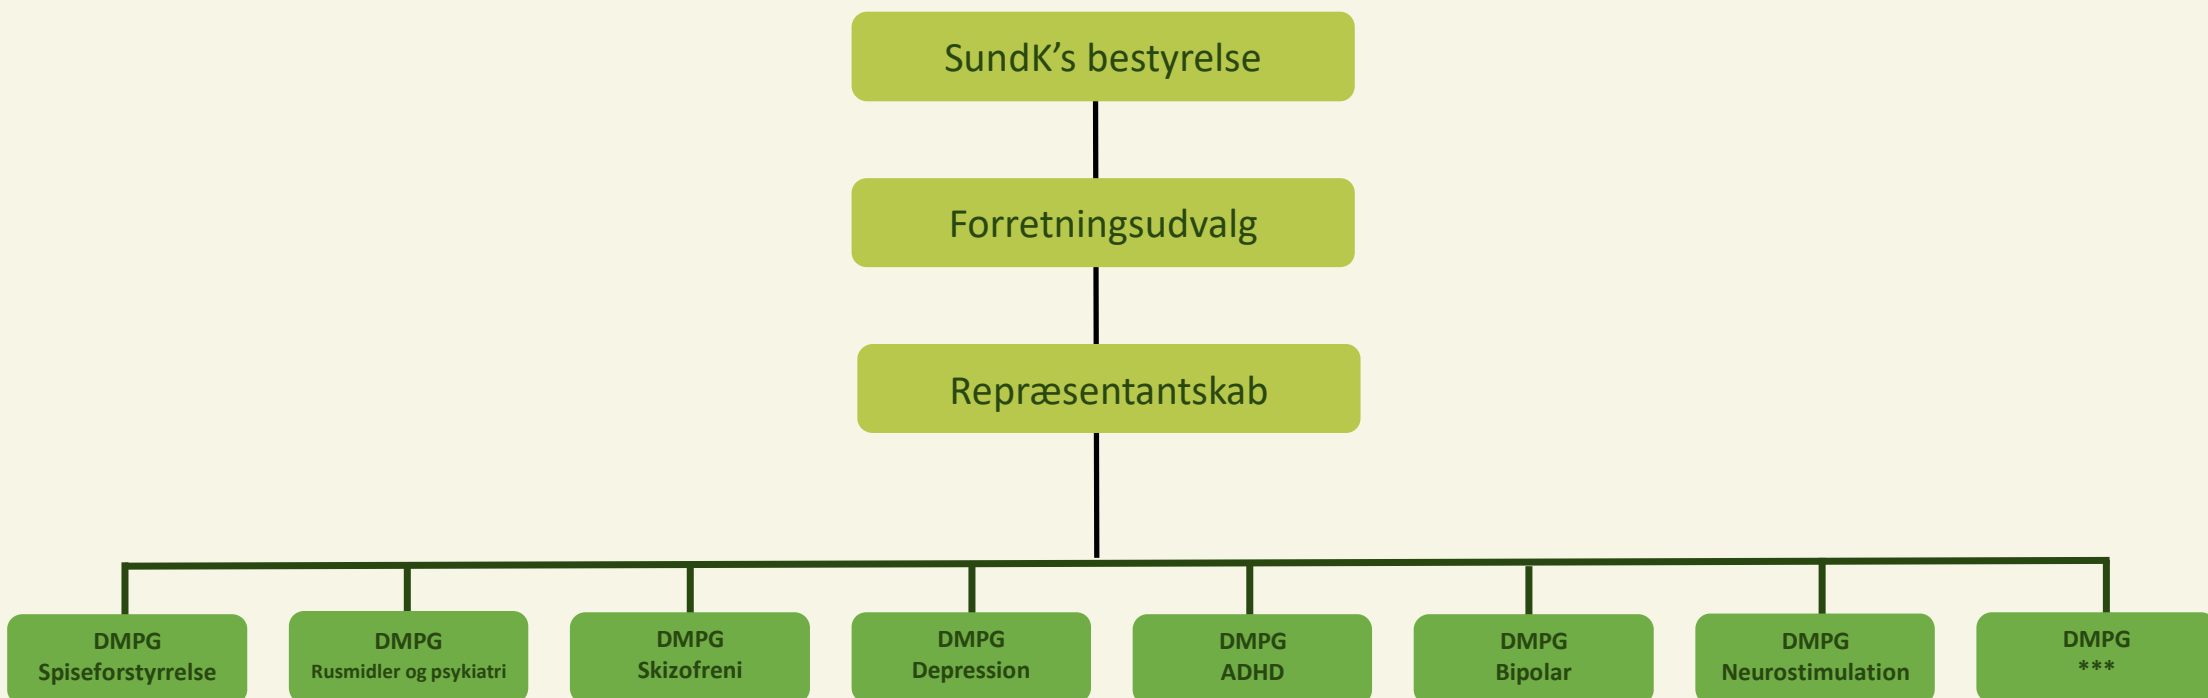 SundK’s bestyrelse
Forretningsudvalg
Repræsentantskab
DMPG
Spiseforstyrrelse
DMPG
Rusmidler og psykiatri
DMPG
Skizofreni
DMPG
Depression
DMPG
ADHD
DMPG
Bipolar
DMPG
Neurostimulation
DMPG
***